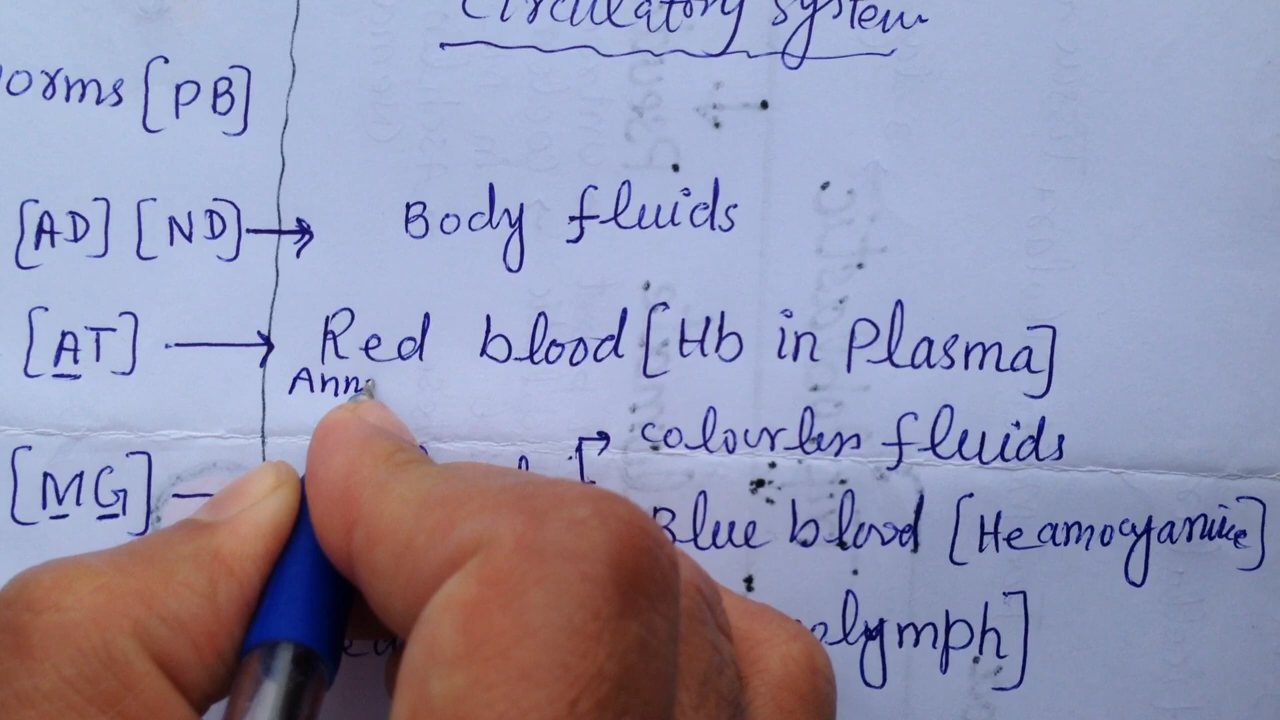 Circulatory system
orms [PB]
[AD] [ND] → Body fluids
[AT] → Red blood [Hb in Plasma]
Ann
colourless fluids
[MG]
Blue blood [Heamocyanine]
olymph]